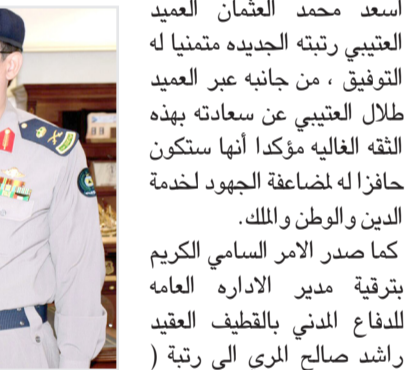 اسعد محمد العثمان العميد
العتيبي رتبته الجديده متمنيا له
التوفيق ، من جانبه عبر العميد
طلال العتيبي عن سعادته بهذه
الثقه الغاليه مؤكدا أنها ستكون
حافزا له لمضاعفة الجهود لخدمة
الدين والوطن والملك.
كما صدر الامر السامي الكريم
بترقية مدير الاداره العامه
للدفاع المدني بالقطيف العقيد
راشد صالح المرى الى رتبة (